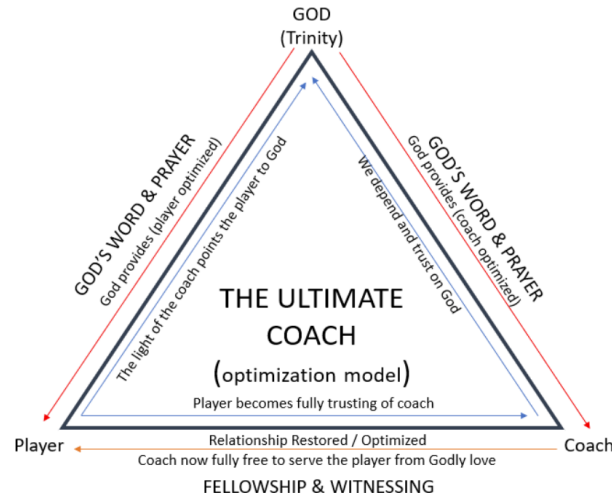 GOD
(Trinity)
GOD'S WORD & PRAYER
God provides (player optimized)
The light of the coach points the player to God
GOD'S WORD & PRAYER
God provides (coach optimized)
We depend and trust on God
THE ULTIMATE
COACH
(optimization model)
Player becomes fully trusting of coach
Player
Coach
Relationship Restored / Optimized
Coach now fully free to serve the player from Godly love
FELLOWSHIP & WITNESSING